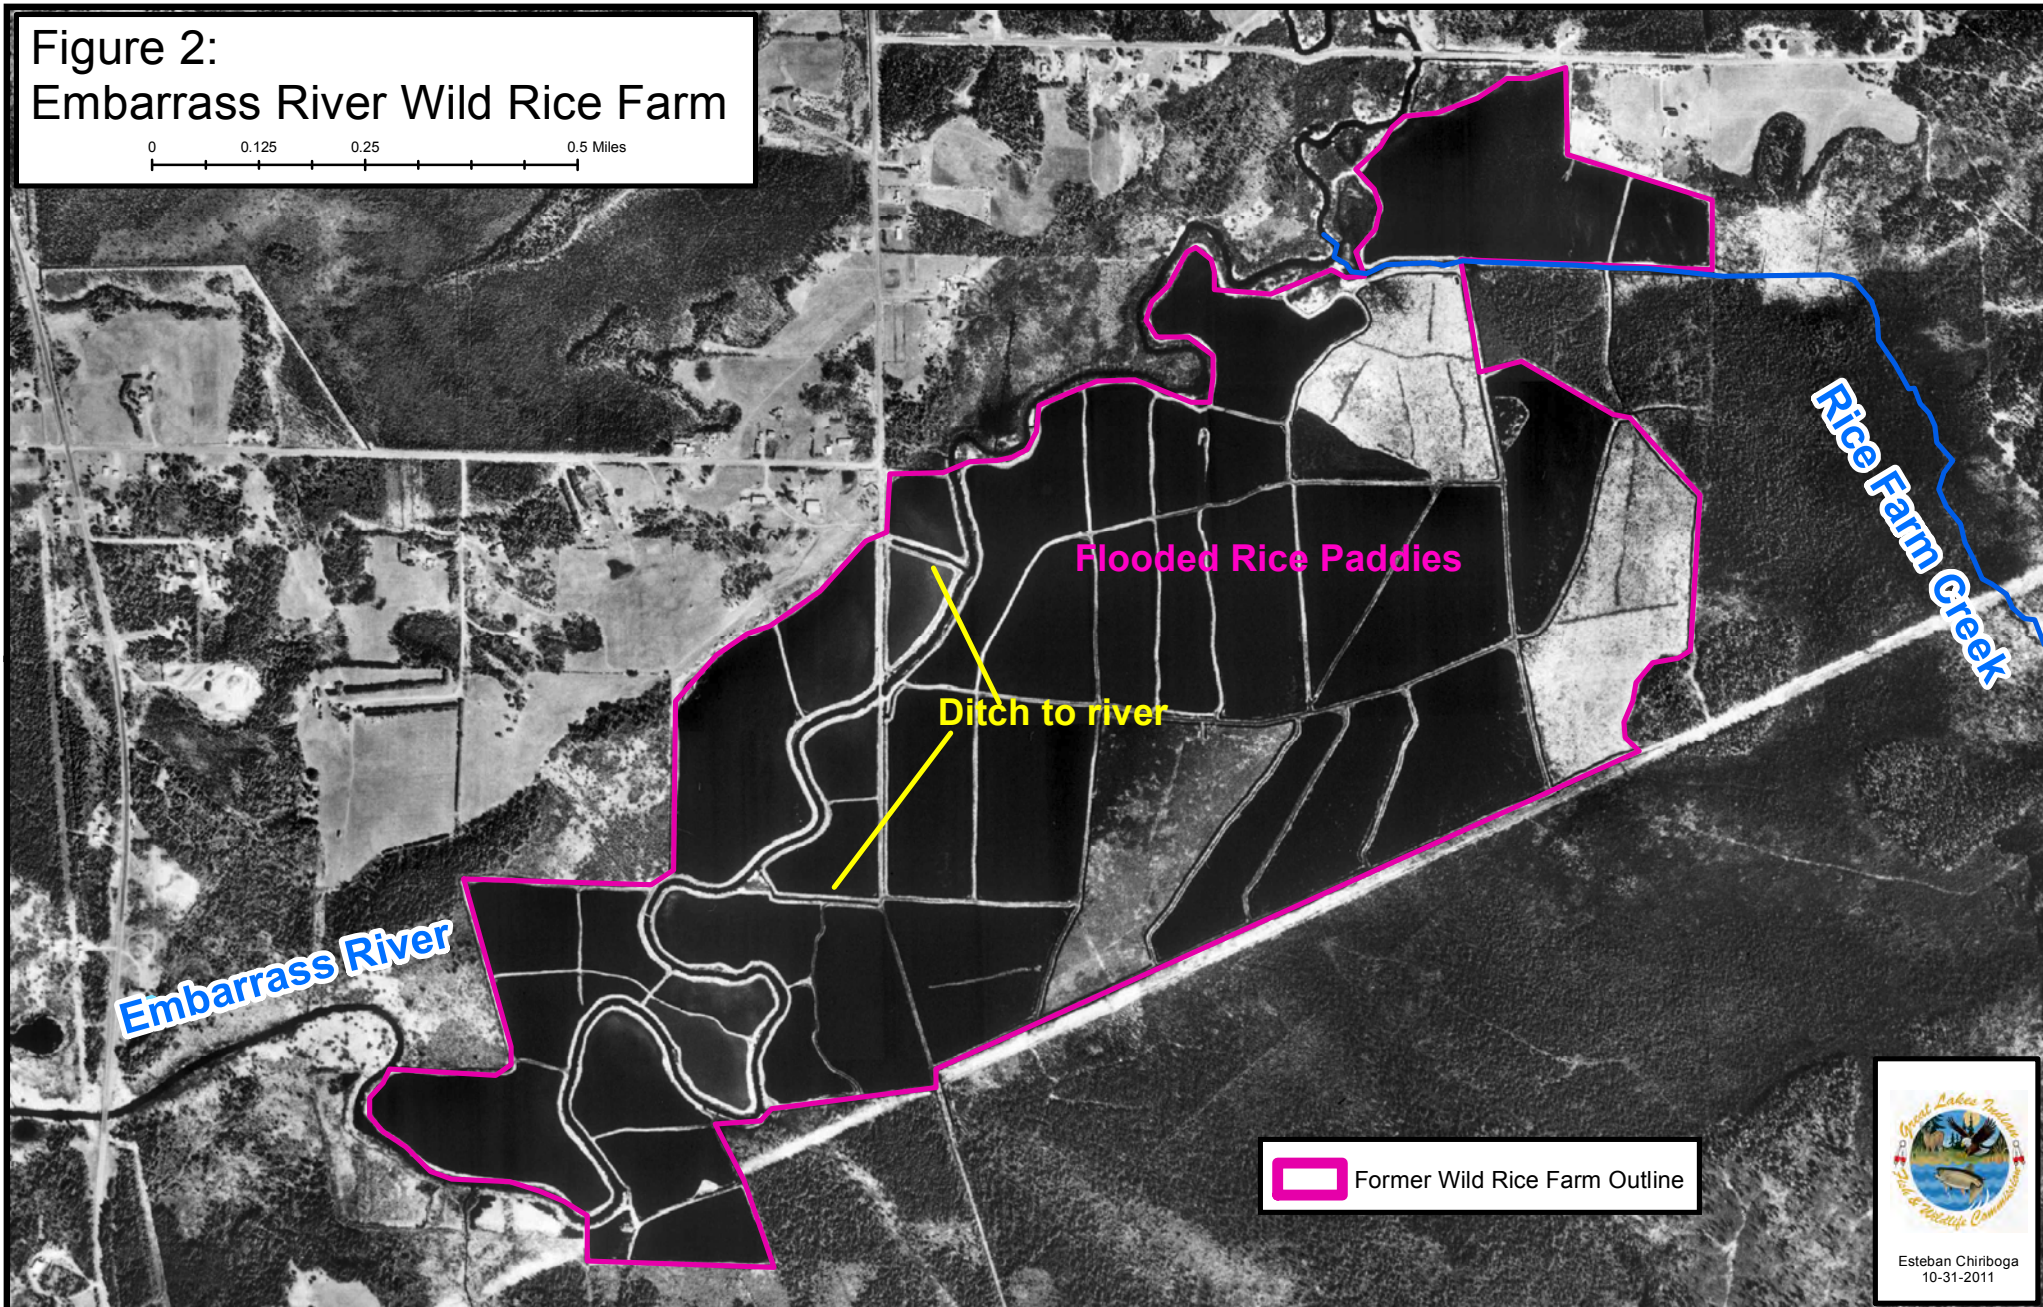 Figure 2:
Embarrass River Wild Rice Farm
0 0.125 0.25 0.5 Miles
Flooded Rice Paddies
Rice Farm Creek
Ditch to river
Embarrass River
Former Wild Rice Farm Outline
Great Lakes Indian
Fish & Wildlife Commission
Esteban Chiriboga
10-31-2011